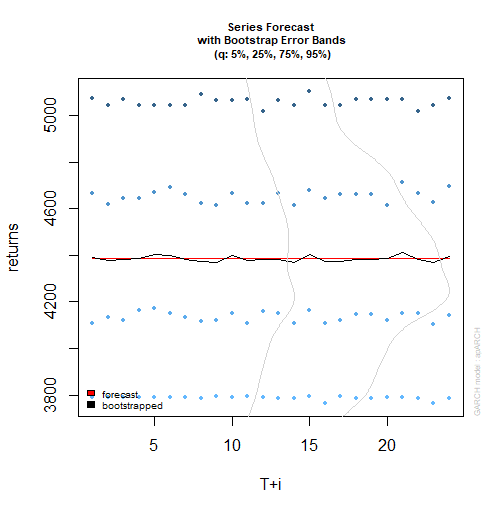 Series Forecast
with Bootstrap Error Bands
(q: 5%, 25%, 75%, 95%)
returns
5000
4600
4200
3800
forecast
bootstrapped
5
10
15
20
T+i
GARCH model : apARCH